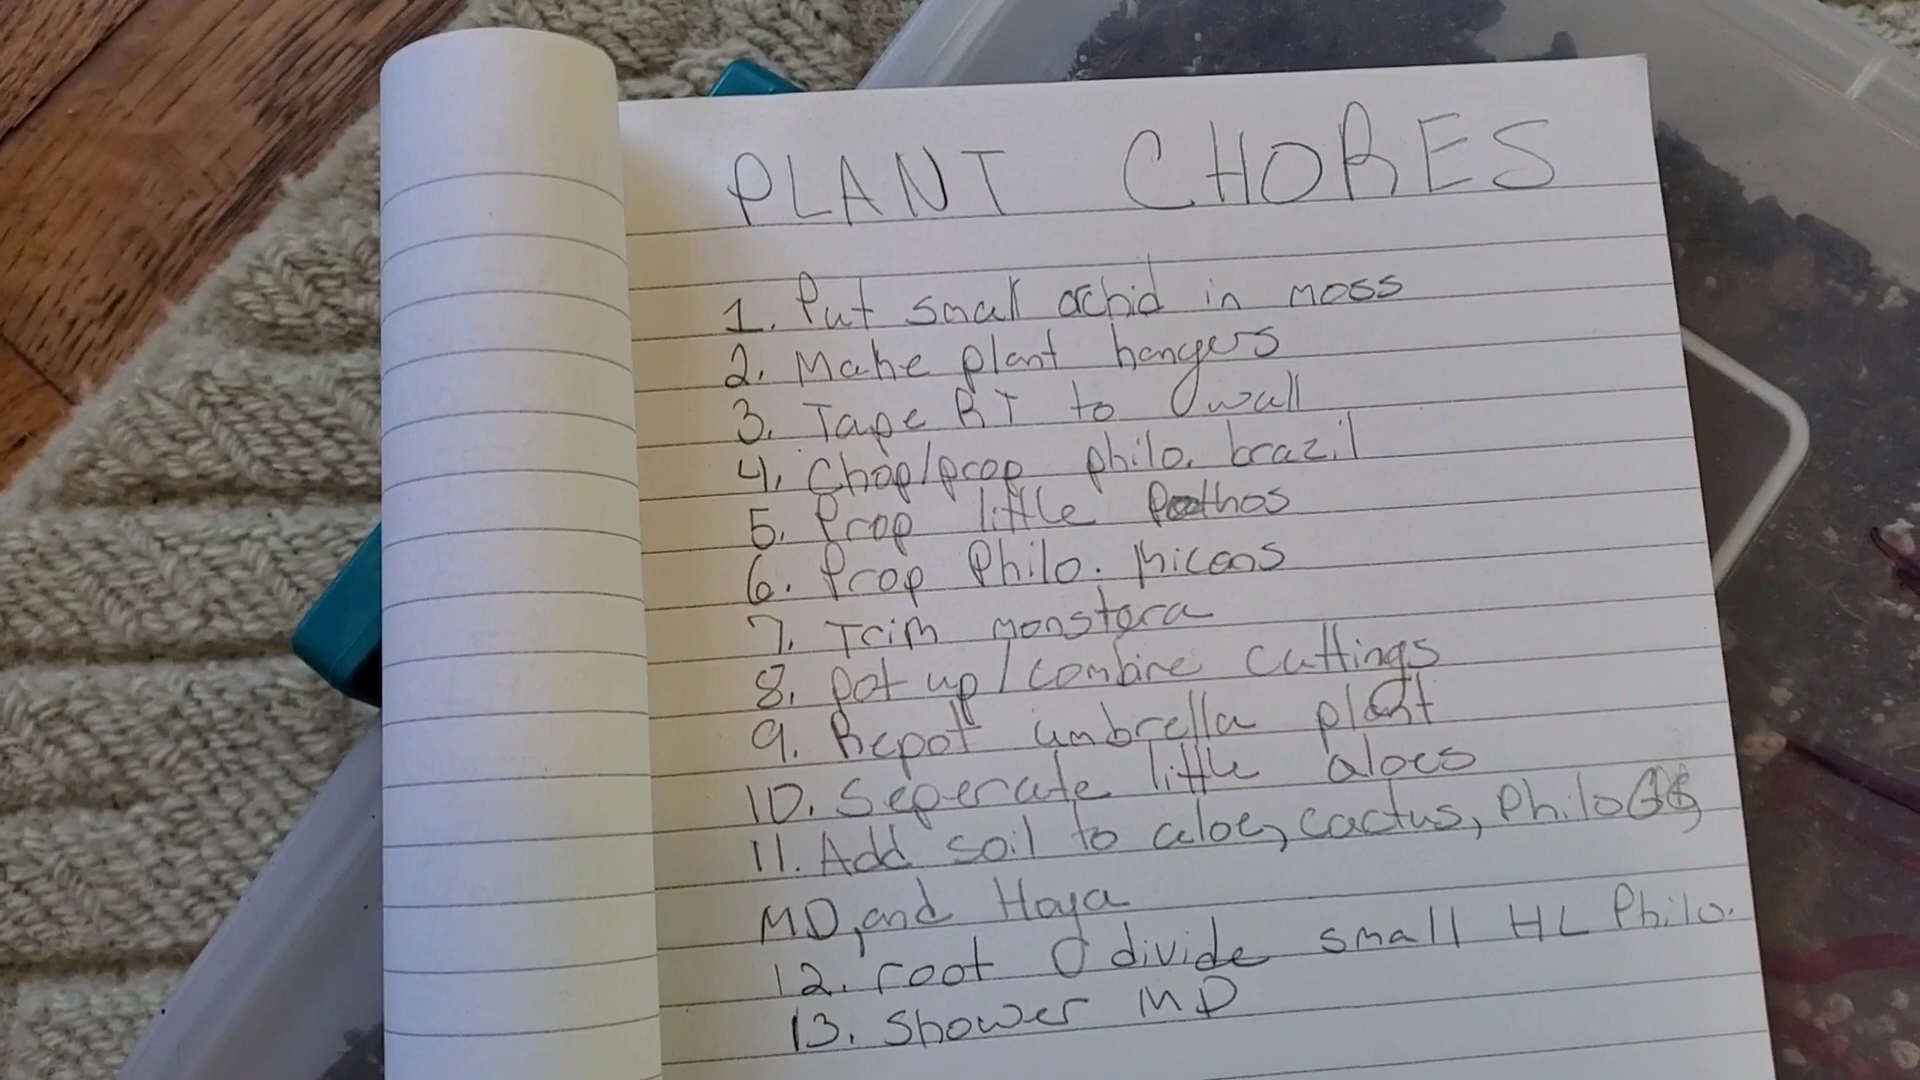 PLANT CHORES
1. Put small orchid in moss
2. Make plant hangers
3. Tape RT to wall
4. Chop/prop philo. brazil
5. Prop little Pothos
6. Prop Philo. Micans
7. Trim monstera
8. pot up/combine cuttings
9. Repot umbrella plant
10. Seperate little aloes
11. Add soil to aloe, cactus, Philo
MD, and Hoya
12. root divide small HL Philo.
13. Shower MD